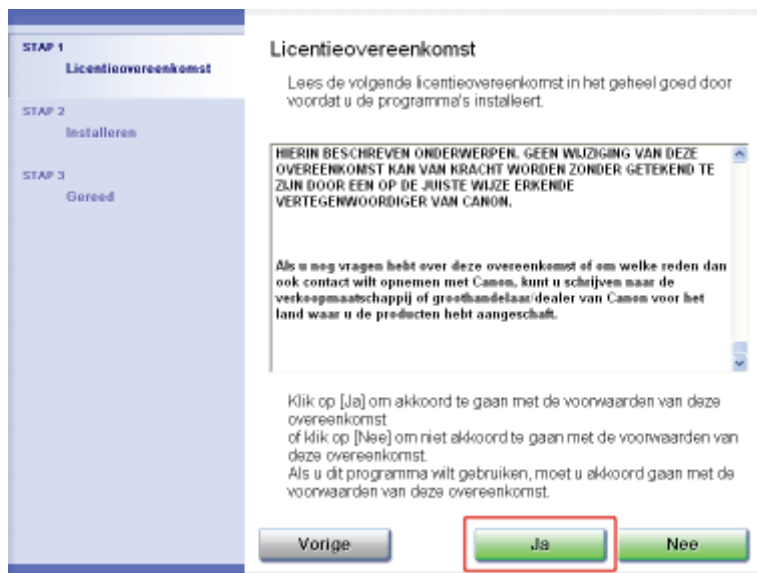 STAP 1
Licentieovereenkomst
STAP 2
Installeren
STAP 3
Gereed
Licentieovereenkomst
Lees de volgende licentieovereenkomst in het geheel goed door
voordat u de programma's installeert.
HIERIN BESCHREVEN ONDERWERPEN. GEEN WIJZIGING VAN DEZE
OVEREENKOMST KAN VAN KRACHT WORDEN ZONDER GETEKEND TE
ZIJN DOOR EEN OP DE JUISTE WIJZE ERKENDE
VERTEGENWOORDIGER VAN CANON.
Als u nog vragen hebt over deze overeenkomst of om welke reden dan
ook contact wilt opnemen met Canon, kunt u schrijven naar de
verkoopmaatschappij of groothandelaar/dealer van Canon voor het
land waar u de producten hebt aangeschaft.
Klik op [Ja] om akkoord te gaan met de voorwaarden van deze
overeenkomst
of klik op [Nee] om niet akkoord te gaan met de voorwaarden van
deze overeenkomst.
Als u dit programma wilt gebruiken, moet u akkoord gaan met de
voorwaarden van deze overeenkomst.
Vorige
Ja
Nee